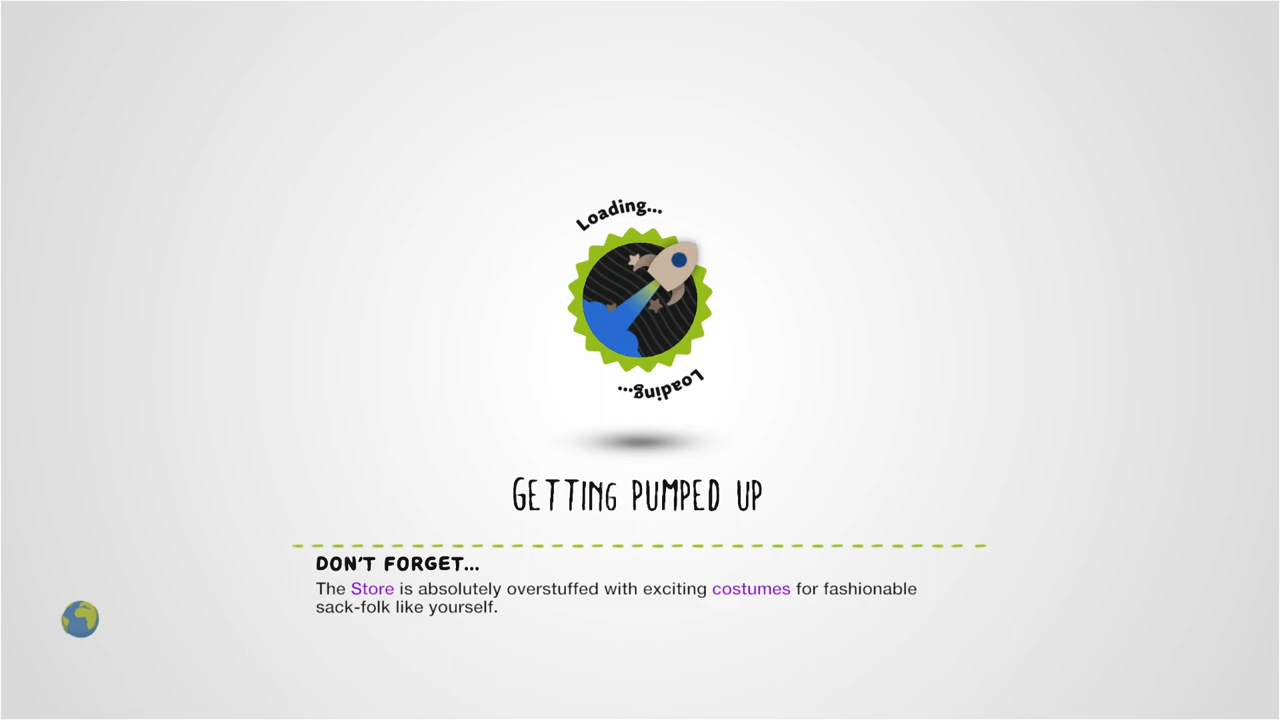 Loading...
Loading...
GETTING PUMPED UP
DON'T FORGET...
The Store is absolutely overstuffed with exciting costumes for fashionable
sack-folk like yourself.